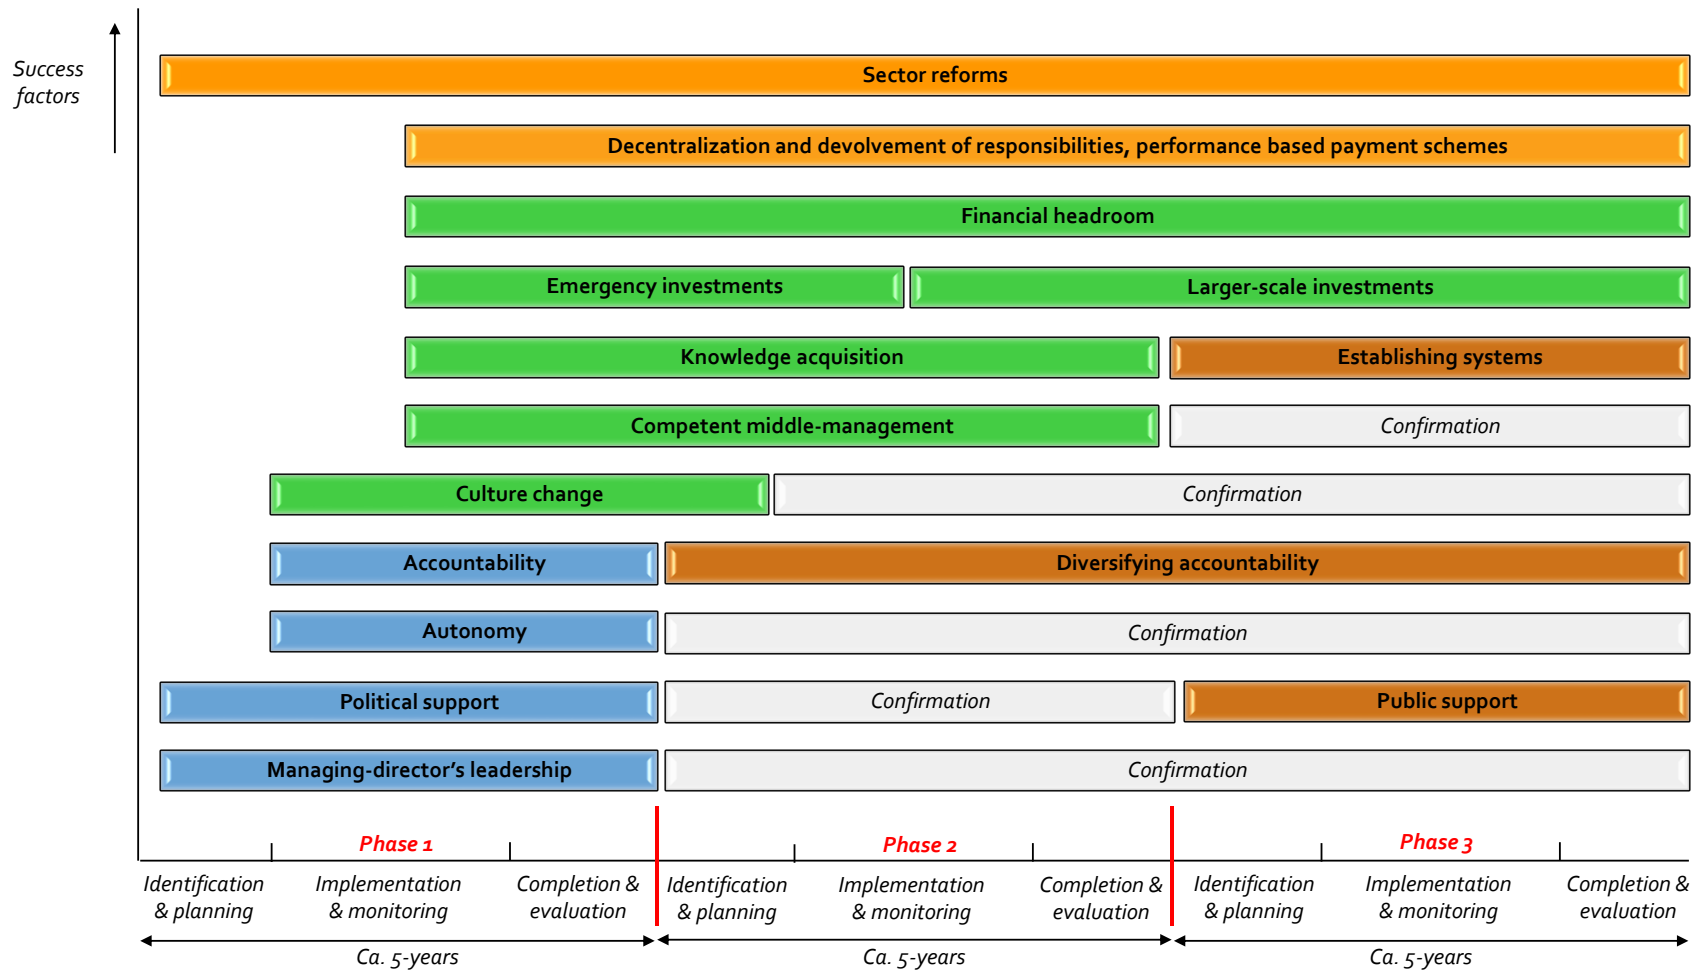 Success
factors
Sector reforms
Decentralization and devolvement of responsibilities, performance based payment schemes
Financial headroom
Emergency investments
Larger-scale investments
Knowledge acquisition
Establishing systems
Competent middle-management
Confirmation
Culture change
Confirmation
Accountability
Diversifying accountability
Autonomy
Confirmation
Political support
Confirmation
Public support
Managing-director's leadership
Confirmation
Phase 1
Phase 2
Phase 3
Identification
& planning
Implementation
& monitoring
Completion &
evaluation
Identification
& planning
Implementation
& monitoring
Completion &
evaluation
Identification
& planning
Implementation
& monitoring
Completion &
evaluation
Ca. 5-years
Ca. 5-years
Ca. 5-years